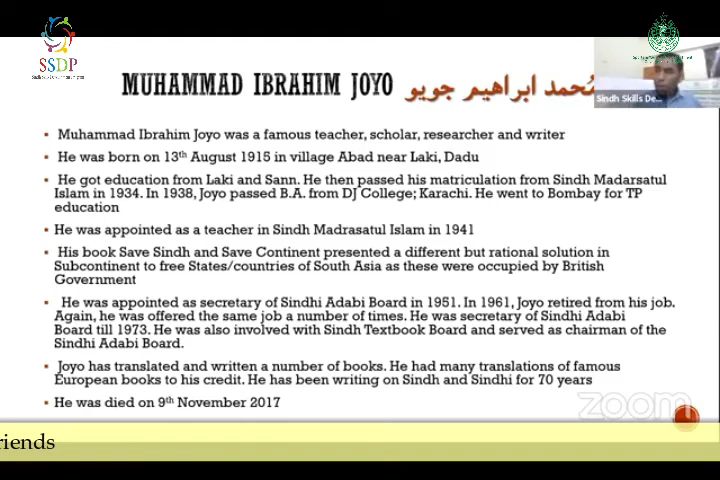 SSDP
MUHAMMAD IBRAHIM JOYO مُحمد ابراهيم جويو
Sindh Skills De...
▪ Muhammad Ibrahim Joyo was a famous teacher, scholar, researcher and writer
▪ He was born on 13th August 1915 in village Abad near Laki, Dadu
▪ He got education from Laki and Sann. He then passed his matriculation from Sindh Madarsatul
Islam in 1934. In 1938, Joyo passed B.A. from DJ College; Karachi. He went to Bombay for TP
education
▪ He was appointed as a teacher in Sindh Madrasatul Islam in 1941
▪ His book Save Sindh and Save Continent presented a different but rational solution in
Subcontinent to free States/countries of South Asia as these were occupied by British
Government
▪ He was appointed as secretary of Sindhi Adabi Board in 1951. In 1961, Joyo retired from his job.
Again, he was offered the same job a number of times. He was secretary of Sindhi Adabi
Board till 1973. He was also involved with Sindh Textbook Board and served as chairman of the
Sindhi Adabi Board.
▪ Joyo has translated and written a number of books. He had many translations of famous
European books to his credit. He has been writing on Sindh and Sindhi for 70 years
▪ He was died on 9th November 2017
zoom
riends